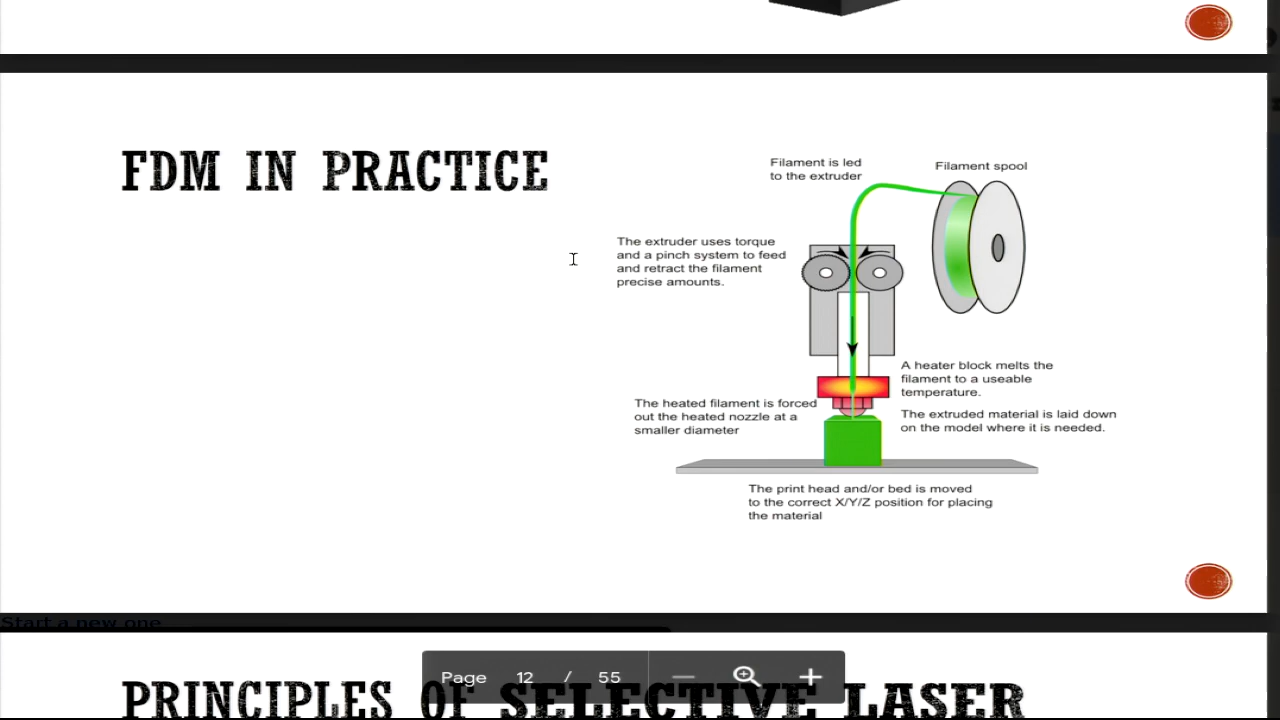 FDM IN PRACTICE
Filament is led
to the extruder
Filament spool
The extruder uses torque
and a pinch system to feed
and retract the filament
precise amounts.
A heater block melts the
filament to a useable
temperature.
The heated filament is forced
out the heated nozzle at a
smaller diameter
The extruded material is laid down
on the model where it is needed.
The print head and/or bed is moved
to the correct X/Y/Z position for placing
the material
Start a new one
Page 12 / 55
PRINCIPLES OF SELECTIVE LASER